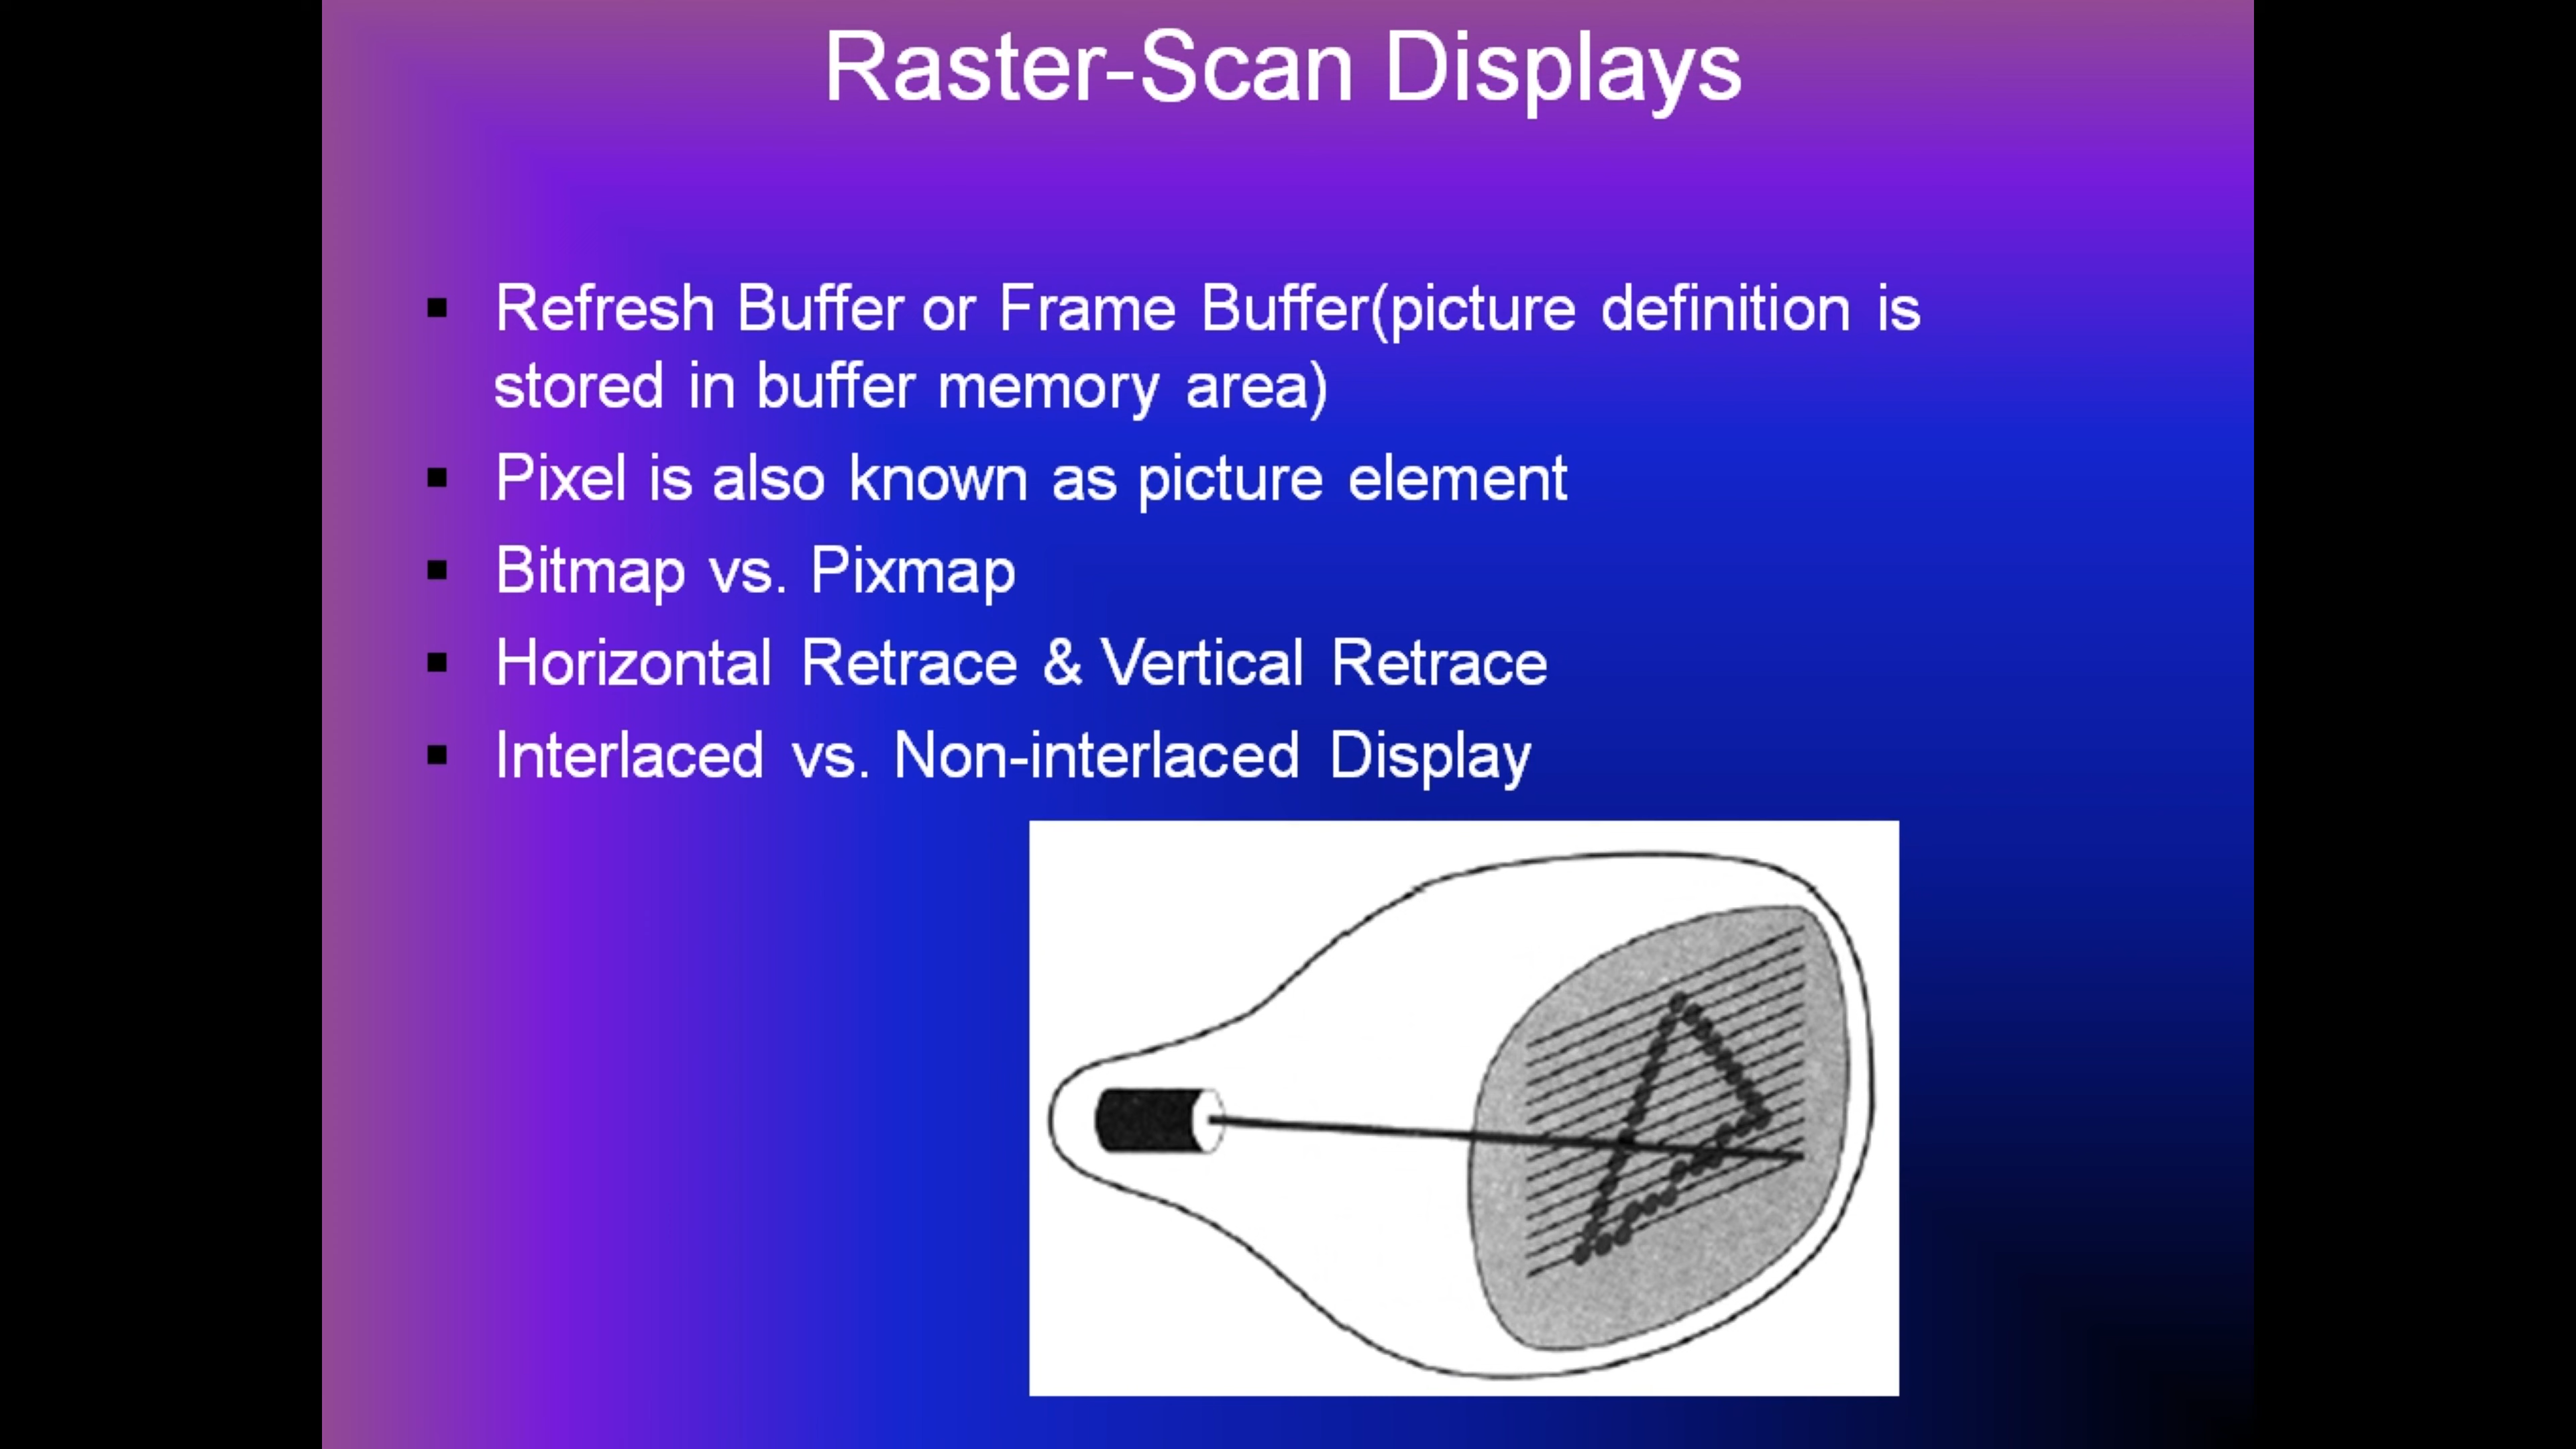 Raster-Scan Displays
▪ Refresh Buffer or Frame Buffer(picture definition is
stored in buffer memory area)
▪ Pixel is also known as picture element
▪ Bitmap vs. Pixmap
▪ Horizontal Retrace & Vertical Retrace
▪ Interlaced vs. Non-interlaced Display